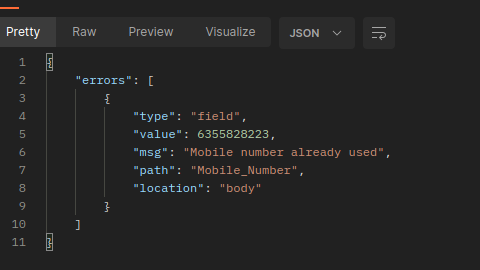 Pretty Raw Preview Visualize JSON
1 {
2 "errors": [
3 {
4 "type": "field",
5 "value": 6355828223,
6 "msg": "Mobile number already used",
7 "path": "Mobile_Number",
8 "location": "body"
9 }
10 ]
11 }